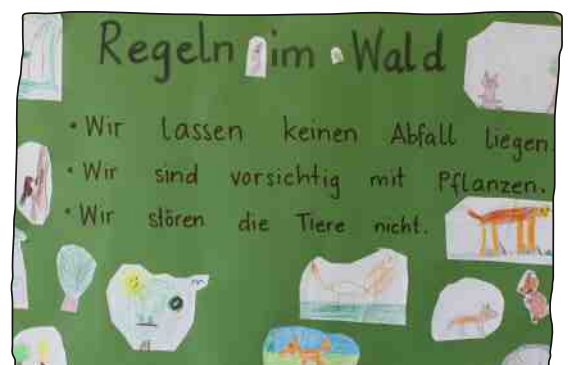 Regeln im Wald
• Wir lassen keinen Abfall liegen.
• Wir sind vorsichtig mit Pflanzen.
• Wir stören die Tiere nicht.